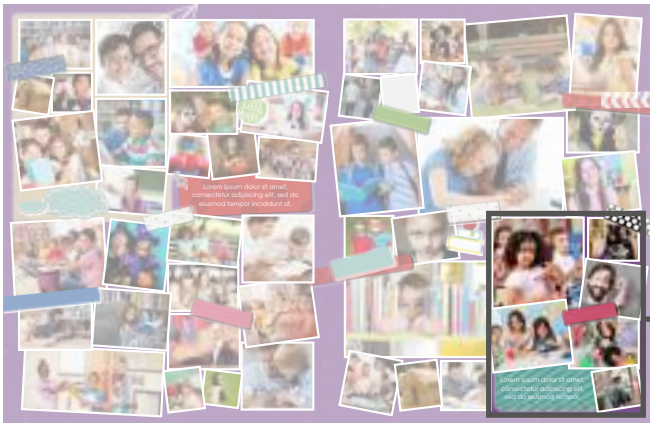 Lorem ipsum dolor sit amet,
consectetur adipiscing elit, sed do
eiusmod tempor incididunt ut.
Lorem ipsum dolor sit amet,
consectetur adipiscing elit,
sed do eiusmod tempor.